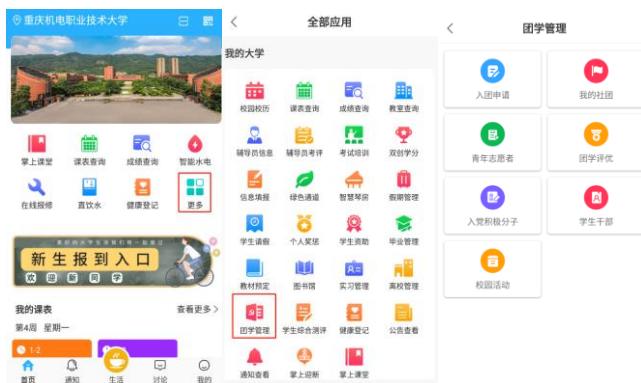 重庆机电职业技术大学
掌上课堂 课表查询 成绩查询 智能水电
在线报修 直饮水 健康登记 更多
新生报到入口
欢 迎 新 同 学
我的课表 查看更多>
第4周 星期一
1-2
首页 通知 生活 讨论 我的
全部应用
我的大学
校园校历 课表查询 成绩查询 教室查询
辅导员信息 辅导员考评 考试培训 双创学分
信息填报 绿色通道 智慧琴房 假期管理
学生请假 个人奖惩 学生资助 毕业管理
教材预定 图书馆 实习管理 离校管理
团学管理 学生综合测评 健康登记 公告查看
通知查看 掌上迎新 掌上课堂
团学管理
入团申请 我的社团
青年志愿者 团学评优
入党积极分子 学生干部
校园活动